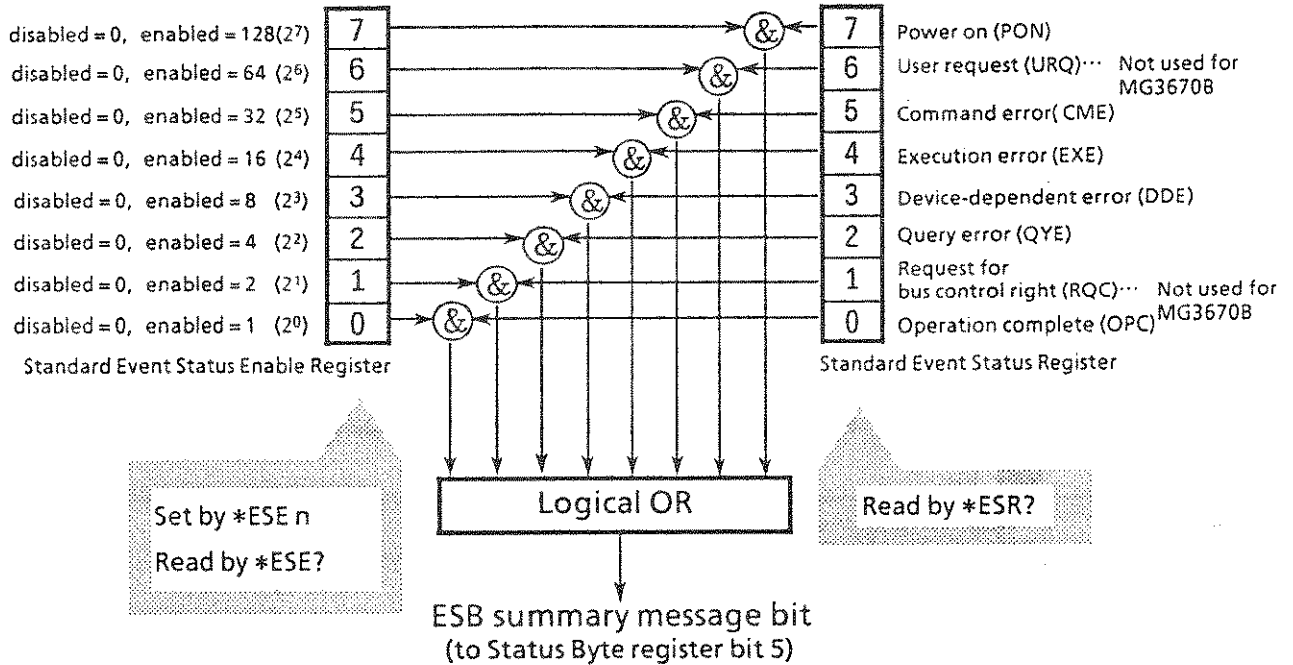 disabled = 0, enabled = 128(2⁷) 7 & 7 Power on (PON)
disabled = 0, enabled = 64 (2⁶) 6 & 6 User request (URQ)··· Not used for
MG3670B
disabled = 0, enabled = 32 (2⁵) 5 & 5 Command error( CME)
disabled = 0, enabled = 16 (2⁴) 4 & 4 Execution error (EXE)
disabled = 0, enabled = 8 (2³) 3 & 3 Device-dependent error (DDE)
disabled = 0, enabled = 4 (2²) 2 & 2 Query error (QYE)
disabled = 0, enabled = 2 (2¹) 1 & 1 Request for
bus control right (RQC)··· Not used for
MG3670B
disabled = 0, enabled = 1 (2⁰) 0 & 0 Operation complete (OPC)
Standard Event Status Enable Register
Standard Event Status Register
Set by *ESE n
Read by *ESE?
Logical OR
Read by *ESR?
ESB summary message bit
(to Status Byte register bit 5)